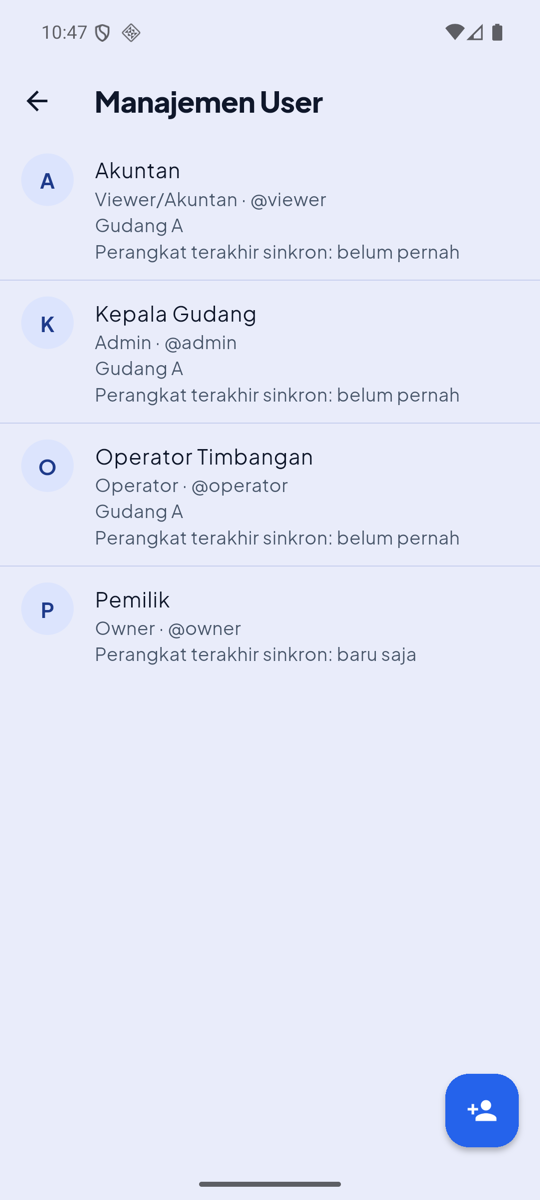 10:47
Manajemen User
A
Akuntan
Viewer/Akuntan · @viewer
Gudang A
Perangkat terakhir sinkron: belum pernah
K
Kepala Gudang
Admin · @admin
Gudang A
Perangkat terakhir sinkron: belum pernah
O
Operator Timbangan
Operator · @operator
Gudang A
Perangkat terakhir sinkron: belum pernah
P
Pemilik
Owner · @owner
Perangkat terakhir sinkron: baru saja